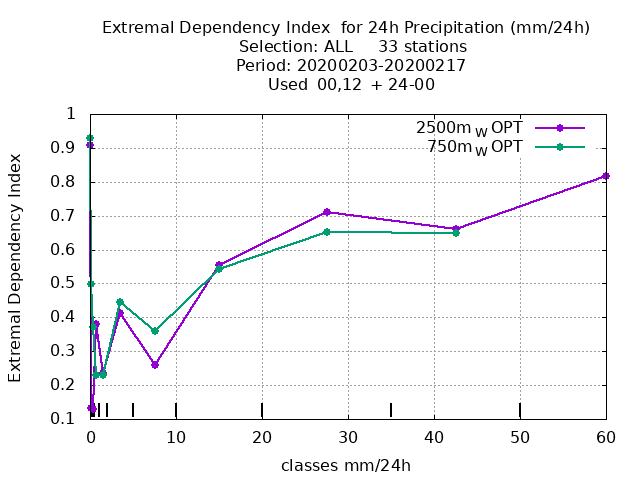 Extremal Dependency Index  for 24h Precipitation (mm/24h)
Selection: ALL     33 stations
Period: 20200203-20200217
Used  00,12  + 24-00
2500m W OPT
750m W OPT
1
0.9
0.8
0.7
0.6
0.5
0.4
0.3
0.2
0.1
Extremal Dependency Index
0 10 20 30 40 50 60
classes mm/24h